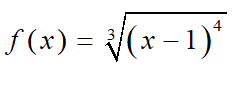 f(x) = ∛((x − 1)⁴)